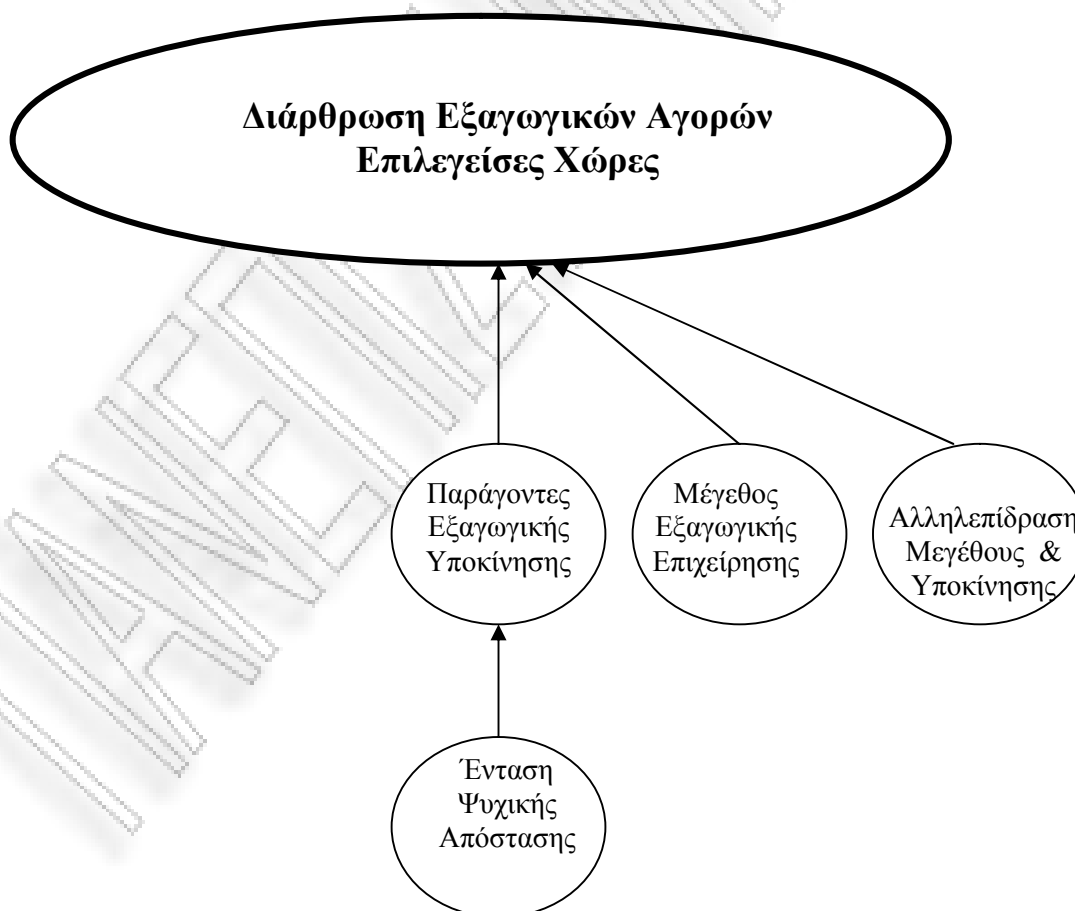 Διάρθρωση Εξαγωγικών Αγορών
Επιλεγείσες Χώρες
Παράγοντες
Εξαγωγικής
Υποκίνησης
Μέγεθος
Εξαγωγικής
Επιχείρησης
Αλληλεπίδραση
Μεγέθους &
Υποκίνησης
Ένταση
Ψυχικής
Απόστασης